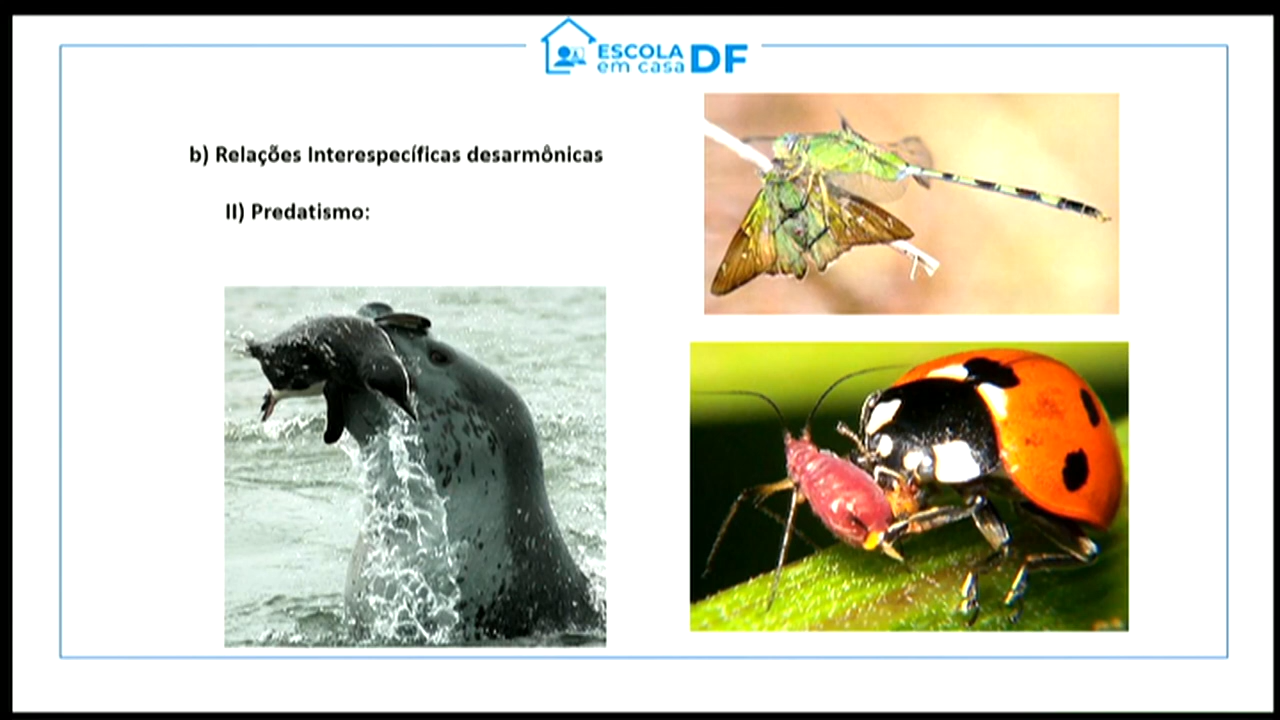 ESCOLA
em casa DF
b) Relações Interespecíficas desarmônicas
II) Predatismo: